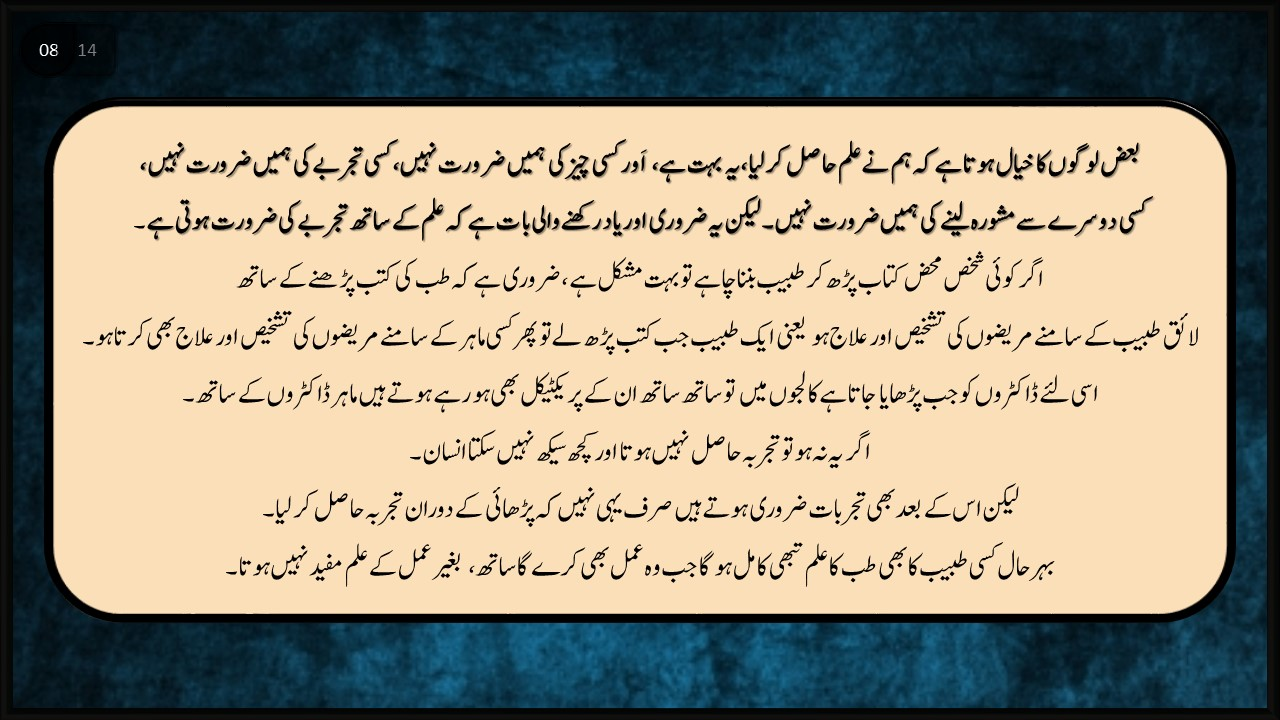 08 14
بعض لوگوں کا خیال ہوتا ہے کہ ہم نے علم حاصل کر لیا، یہ بہت ہے، اَور کسی چیز کی ہمیں ضرورت نہیں، کسی تجربے کی ہمیں ضرورت نہیں،
کسی دوسرے سے مشورہ لینے کی ہمیں ضرورت نہیں۔ لیکن یہ ضروری اور یاد رکھنے والی بات ہے کہ علم کے ساتھ تجربے کی ضرورت ہوتی ہے۔
اگر کوئی شخص محض کتاب پڑھ کر طبیب بننا چاہے تو بہت مشکل ہے، ضروری ہے کہ طب کی کتب پڑھنے کے ساتھ
لائق طبیب کے سامنے مریضوں کی تشخیص اور علاج ہو یعنی ایک طبیب جب کتب پڑھ لے تو پھر کسی ماہر کے سامنے مریضوں کی تشخیص اور علاج بھی کرتا ہو۔
اسی لئے ڈاکٹروں کو جب پڑھایا جاتا ہے کالجوں میں تو ساتھ ساتھ ان کے پریکٹیکل بھی ہو رہے ہوتے ہیں ماہر ڈاکٹروں کے ساتھ۔
اگر یہ نہ ہو تو تجربہ حاصل نہیں ہوتا اور کچھ سیکھ نہیں سکتا انسان۔
لیکن اس کے بعد بھی تجربات ضروری ہوتے ہیں صرف یہی نہیں کہ پڑھائی کے دوران تجربہ حاصل کر لیا۔
بہر حال کسی طبیب کا بھی طب کا علم تبھی کامل ہو گا جب وہ عمل بھی کرے گا ساتھ، بغیر عمل کے علم مفید نہیں ہوتا۔